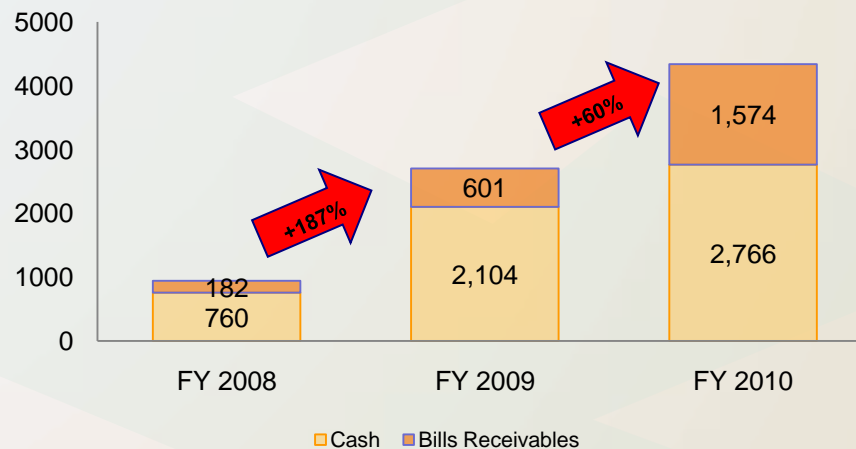 5000
4000
3000
2000
1000
0
+187%
+60%
182
760
601
2,104
1,574
2,766
FY 2008
FY 2009
FY 2010
Cash
Bills Receivables